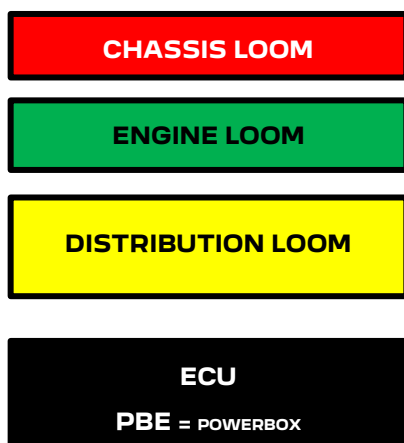 CHASSIS LOOM
ENGINE LOOM
DISTRIBUTION LOOM
ECU
PBE = POWERBOX